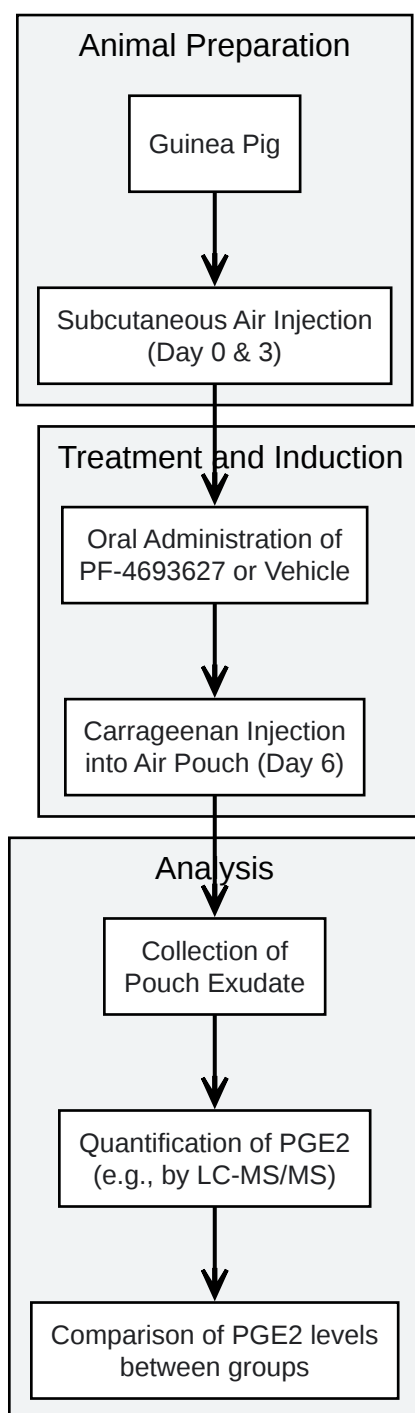 Animal Preparation
Guinea Pig
Subcutaneous Air Injection
(Day 0 & 3)
Treatment and Induction
Oral Administration of
PF-4693627 or Vehicle
Carrageenan Injection
into Air Pouch (Day 6)
Analysis
Collection of
Pouch Exudate
Quantification of PGE2
(e.g., by LC-MS/MS)
Comparison of PGE2 levels
between groups